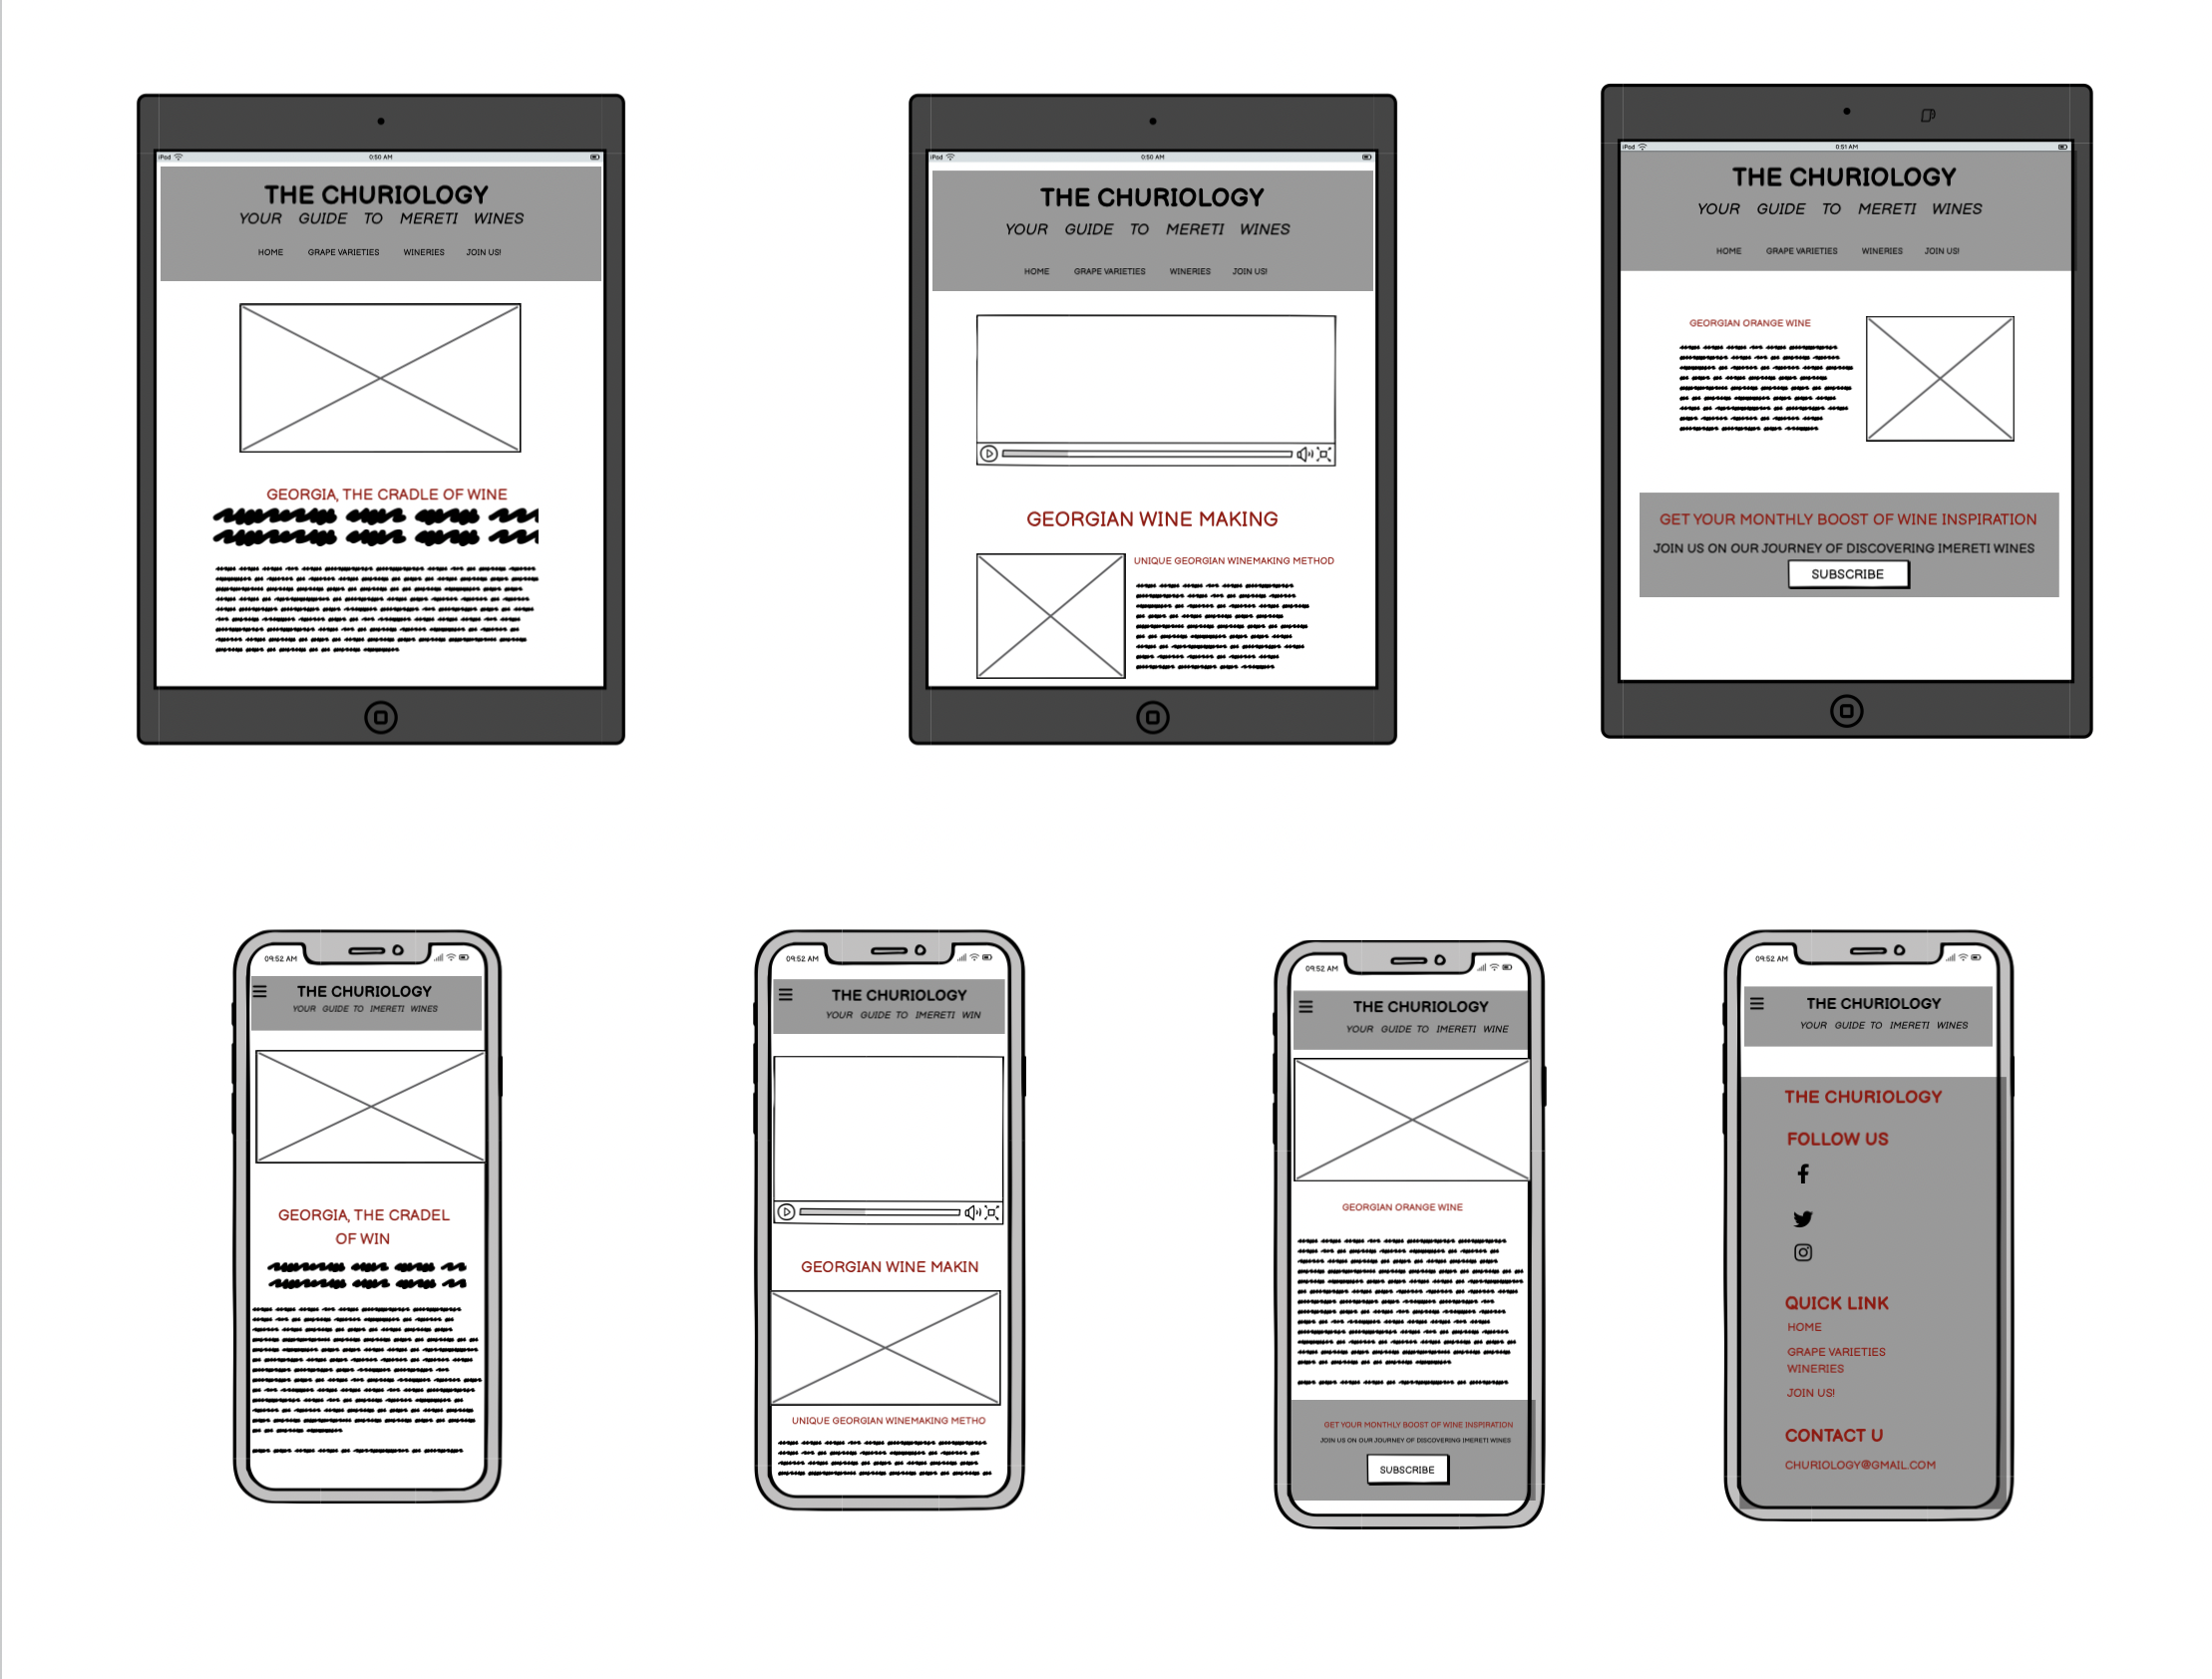 iPad
0:50 AM
THE CHURIOLOGY
YOUR GUIDE TO MERETI WINES
HOME GRAPE VARIETIES WINERIES JOIN US!
GEORGIA, THE CRADLE OF WINE
iPad
0:50 AM
THE CHURIOLOGY
YOUR GUIDE TO MERETI WINES
HOME GRAPE VARIETIES WINERIES JOIN US!
GEORGIAN WINE MAKING
UNIQUE GEORGIAN WINEMAKING METHOD
iPad
0:51 AM
THE CHURIOLOGY
YOUR GUIDE TO MERETI WINES
HOME GRAPE VARIETIES WINERIES JOIN US!
GEORGIAN ORANGE WINE
GET YOUR MONTHLY BOOST OF WINE INSPIRATION
JOIN US ON OUR JOURNEY OF DISCOVERING IMERETI WINES
SUBSCRIBE
09:52 AM
THE CHURIOLOGY
YOUR GUIDE TO IMERETI WINES
GEORGIA, THE CRADEL
OF WIN
09:52 AM
THE CHURIOLOGY
YOUR GUIDE TO IMERETI WIN
GEORGIAN WINE MAKIN
UNIQUE GEORGIAN WINEMAKING METHO
09:52 AM
THE CHURIOLOGY
YOUR GUIDE TO IMERETI WINE
GEORGIAN ORANGE WINE
GET YOUR MONTHLY BOOST OF WINE INSPIRATION
JOIN US ON OUR JOURNEY OF DISCOVERING IMERETI WINES
SUBSCRIBE
09:52 AM
THE CHURIOLOGY
YOUR GUIDE TO IMERETI WINES
THE CHURIOLOGY
FOLLOW US
QUICK LINK
HOME
GRAPE VARIETIES
WINERIES
JOIN US!
CONTACT U
CHURIOLOGY@GMAIL.COM